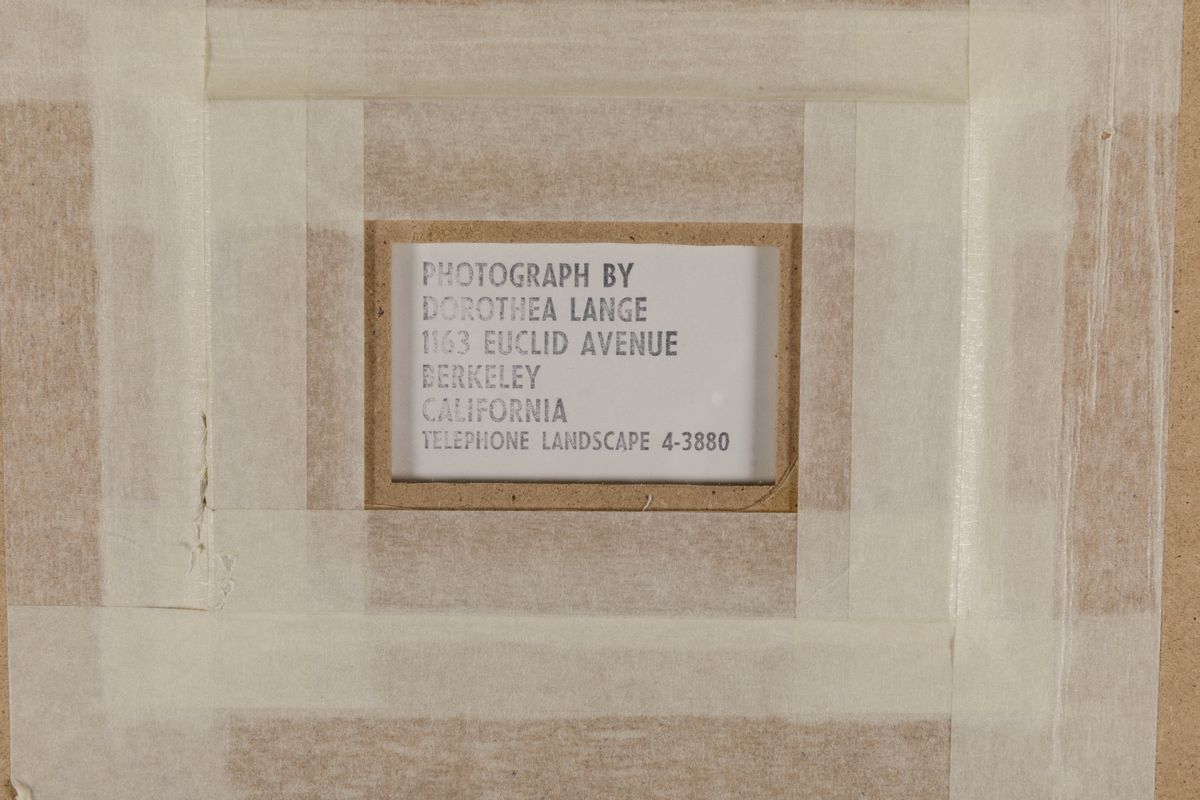 PHOTOGRAPH BY
DOROTHEA LANGE
1163 EUCLID AVENUE
BERKELEY
CALIFORNIA
TELEPHONE LANDSCAPE 4-3880